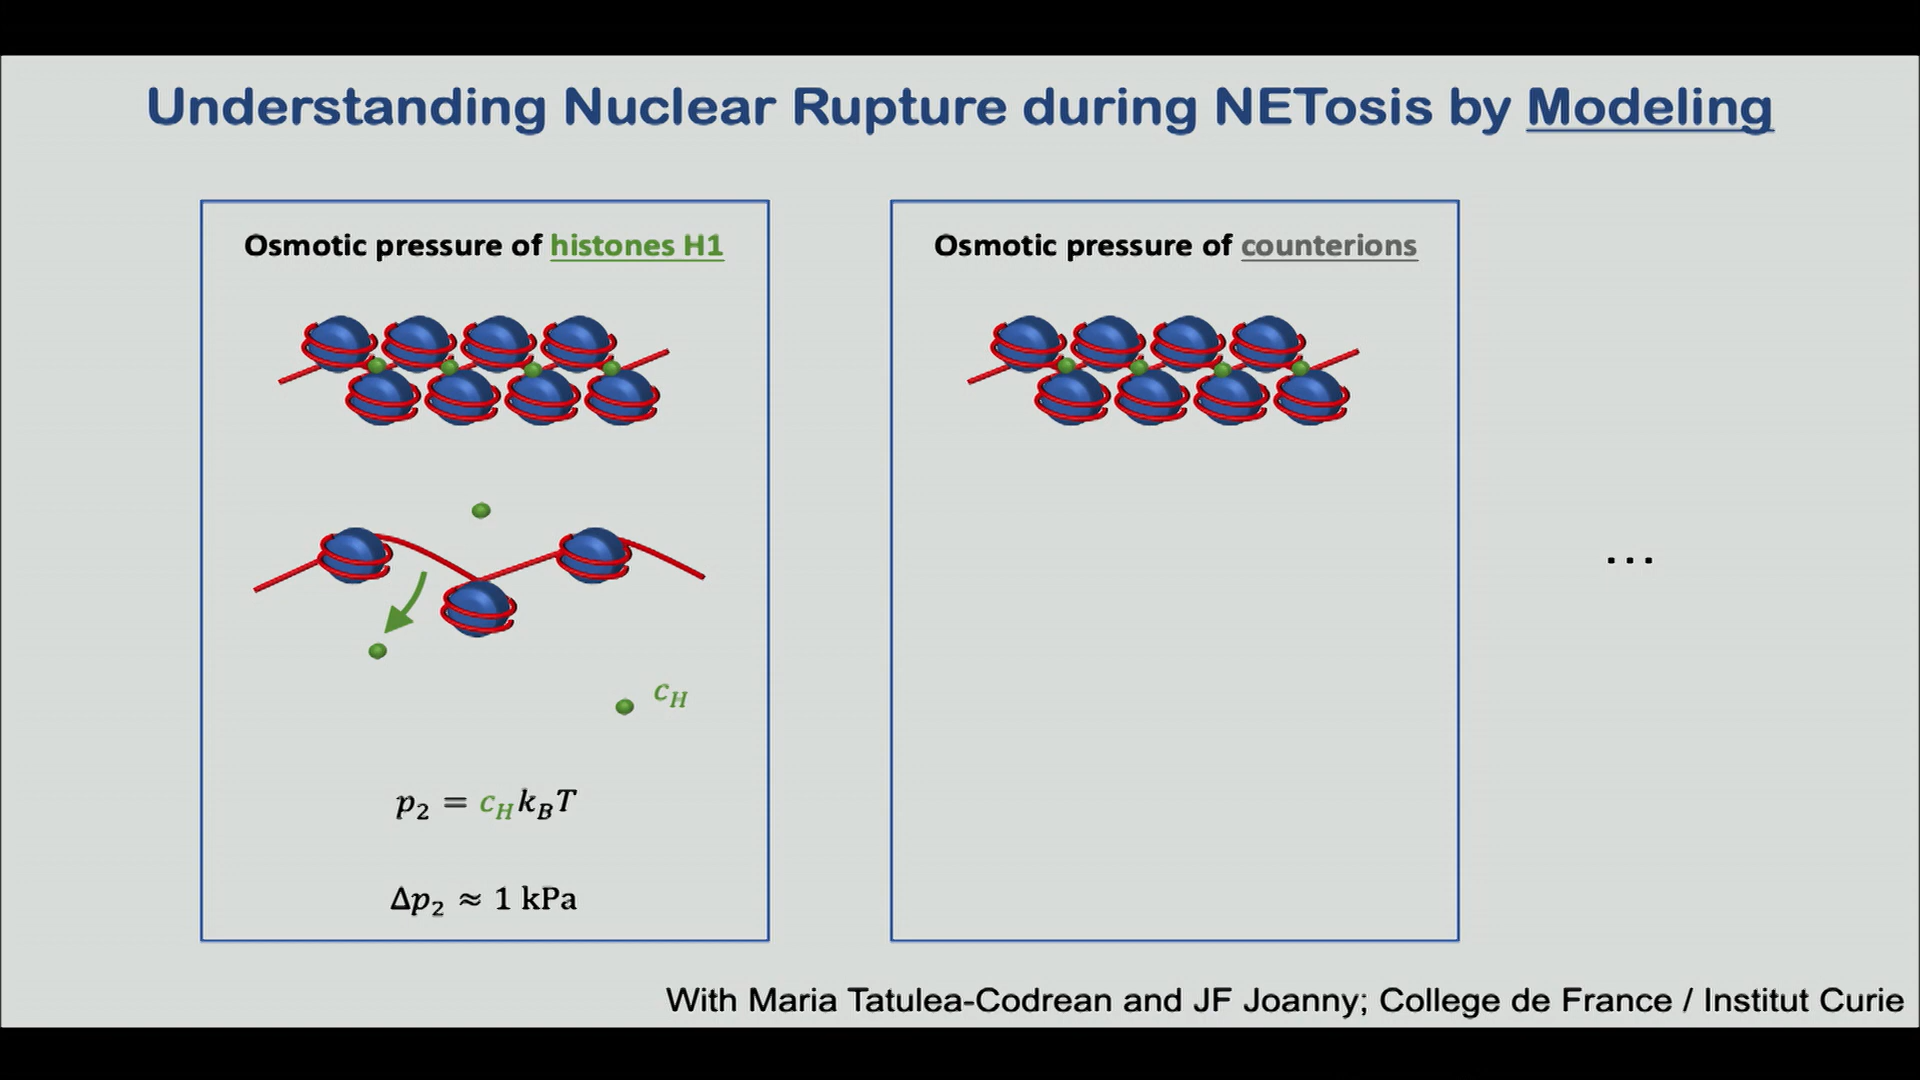 Understanding Nuclear Rupture during NETosis by Modeling
Osmotic pressure of histones H1
c_H
p_2 = c_H k_B T
Δp_2 ≈ 1 kPa
Osmotic pressure of counterions
...
With Maria Tatulea-Codrean and JF Joanny; College de France / Institut Curie